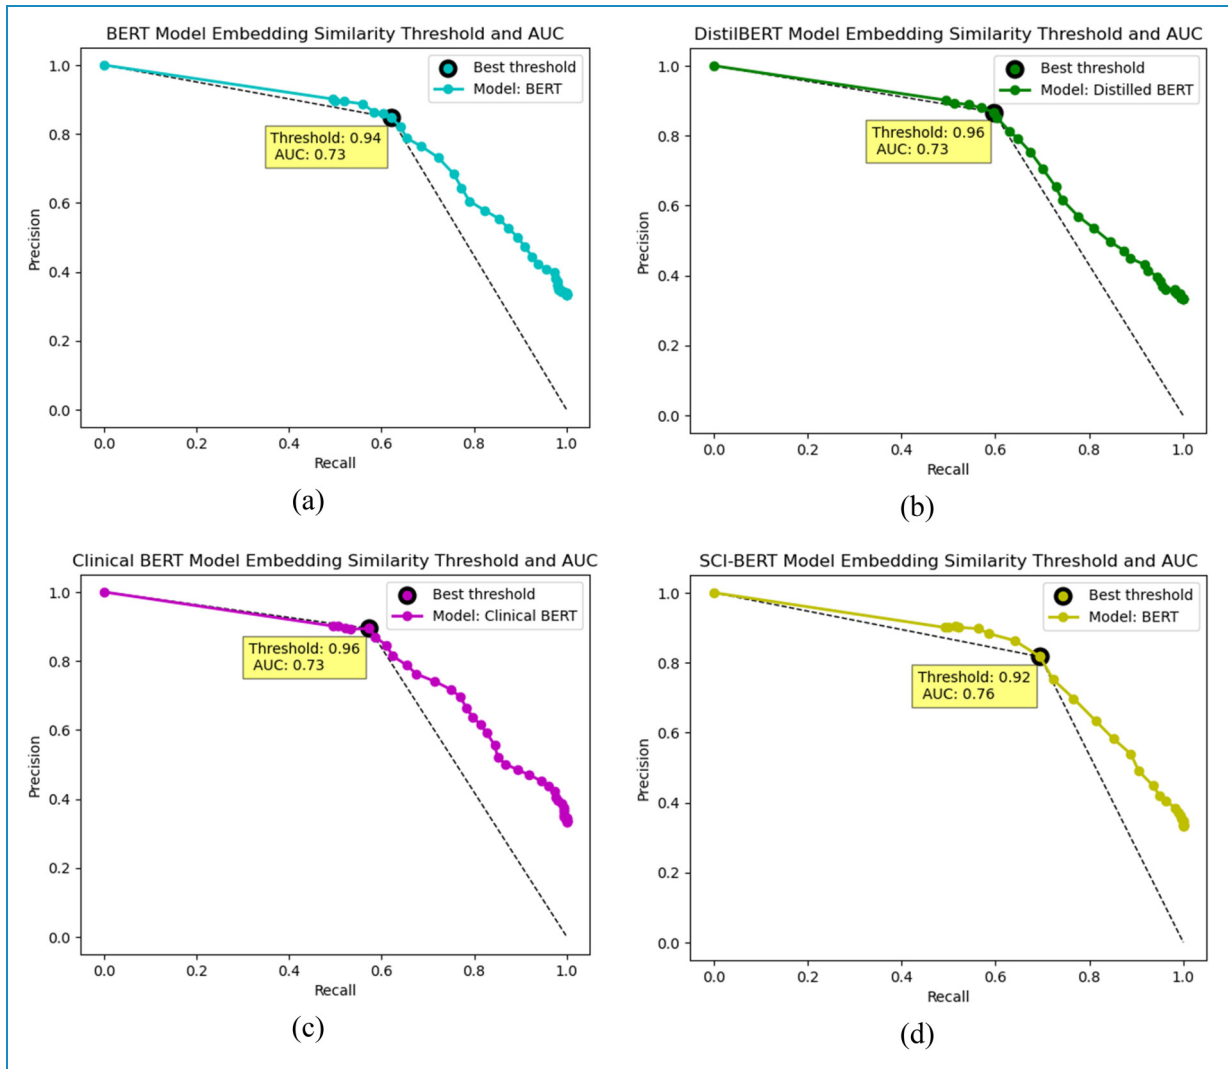 BERT Model Embedding Similarity Threshold and AUC
Best threshold
Model: BERT
Threshold: 0.94
AUC: 0.73
Precision
1.0
0.8
0.6
0.4
0.2
0.0
0.0 0.2 0.4 0.6 0.8 1.0
Recall
(a)
DistilBERT Model Embedding Similarity Threshold and AUC
Best threshold
Model: Distilled BERT
Threshold: 0.96
AUC: 0.73
Precision
1.0
0.8
0.6
0.4
0.2
0.0
0.0 0.2 0.4 0.6 0.8 1.0
Recall
(b)
Clinical BERT Model Embedding Similarity Threshold and AUC
Best threshold
Model: Clinical BERT
Threshold: 0.96
AUC: 0.73
Precision
1.0
0.8
0.6
0.4
0.2
0.0
0.0 0.2 0.4 0.6 0.8 1.0
Recall
(c)
SCI-BERT Model Embedding Similarity Threshold and AUC
Best threshold
Model: BERT
Threshold: 0.92
AUC: 0.76
Precision
1.0
0.8
0.6
0.4
0.2
0.0
0.0 0.2 0.4 0.6 0.8 1.0
Recall
(d)